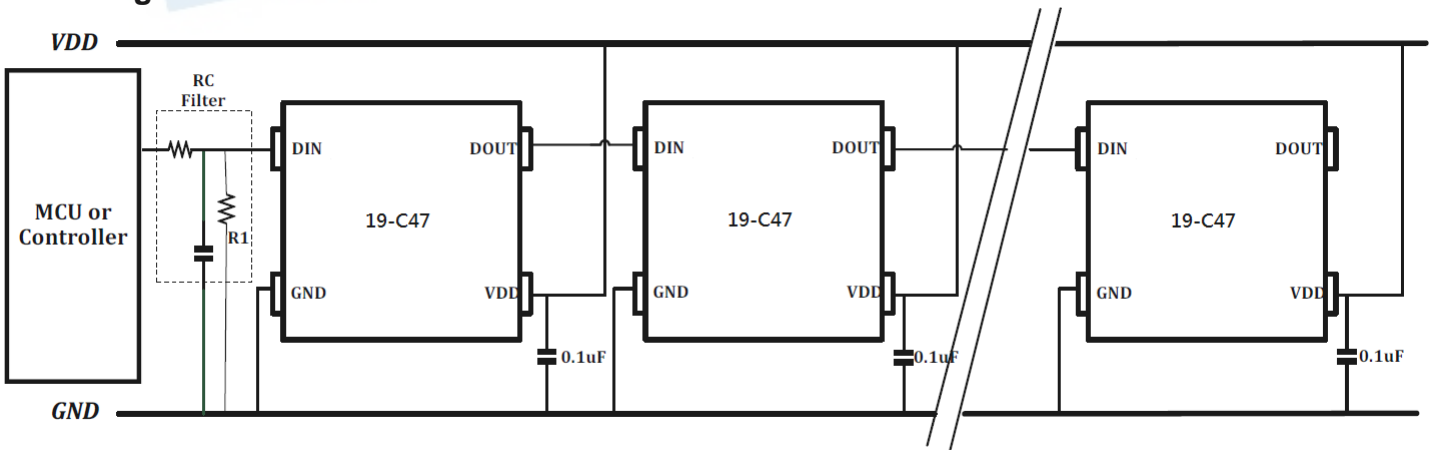 g
VDD
RC
Filter
DIN
DOUT
DIN
DOUT
DIN
DOUT
MCU or
Controller
19-C47
19-C47
19-C47
R1
GND
VDD
GND
VDD
GND
VDD
0.1uF
0.1uF
0.1uF
GND